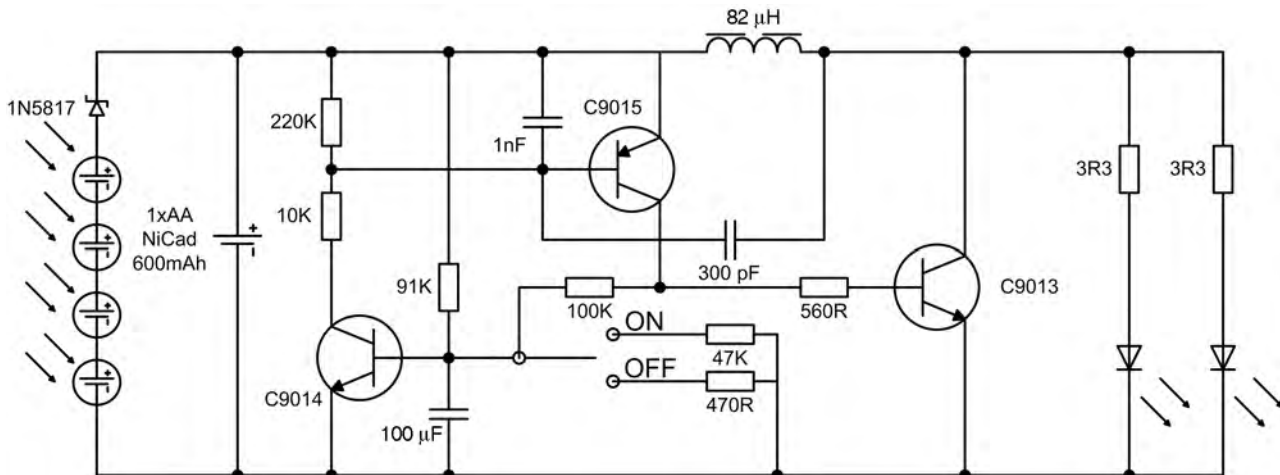 82 µH
1N5817
C9015
220K
1nF
3R3
3R3
10K
1xAA
NiCad
600mAh
300 pF
91K
C9013
100K
560R
ON
47K
OFF
C9014
470R
100 µF